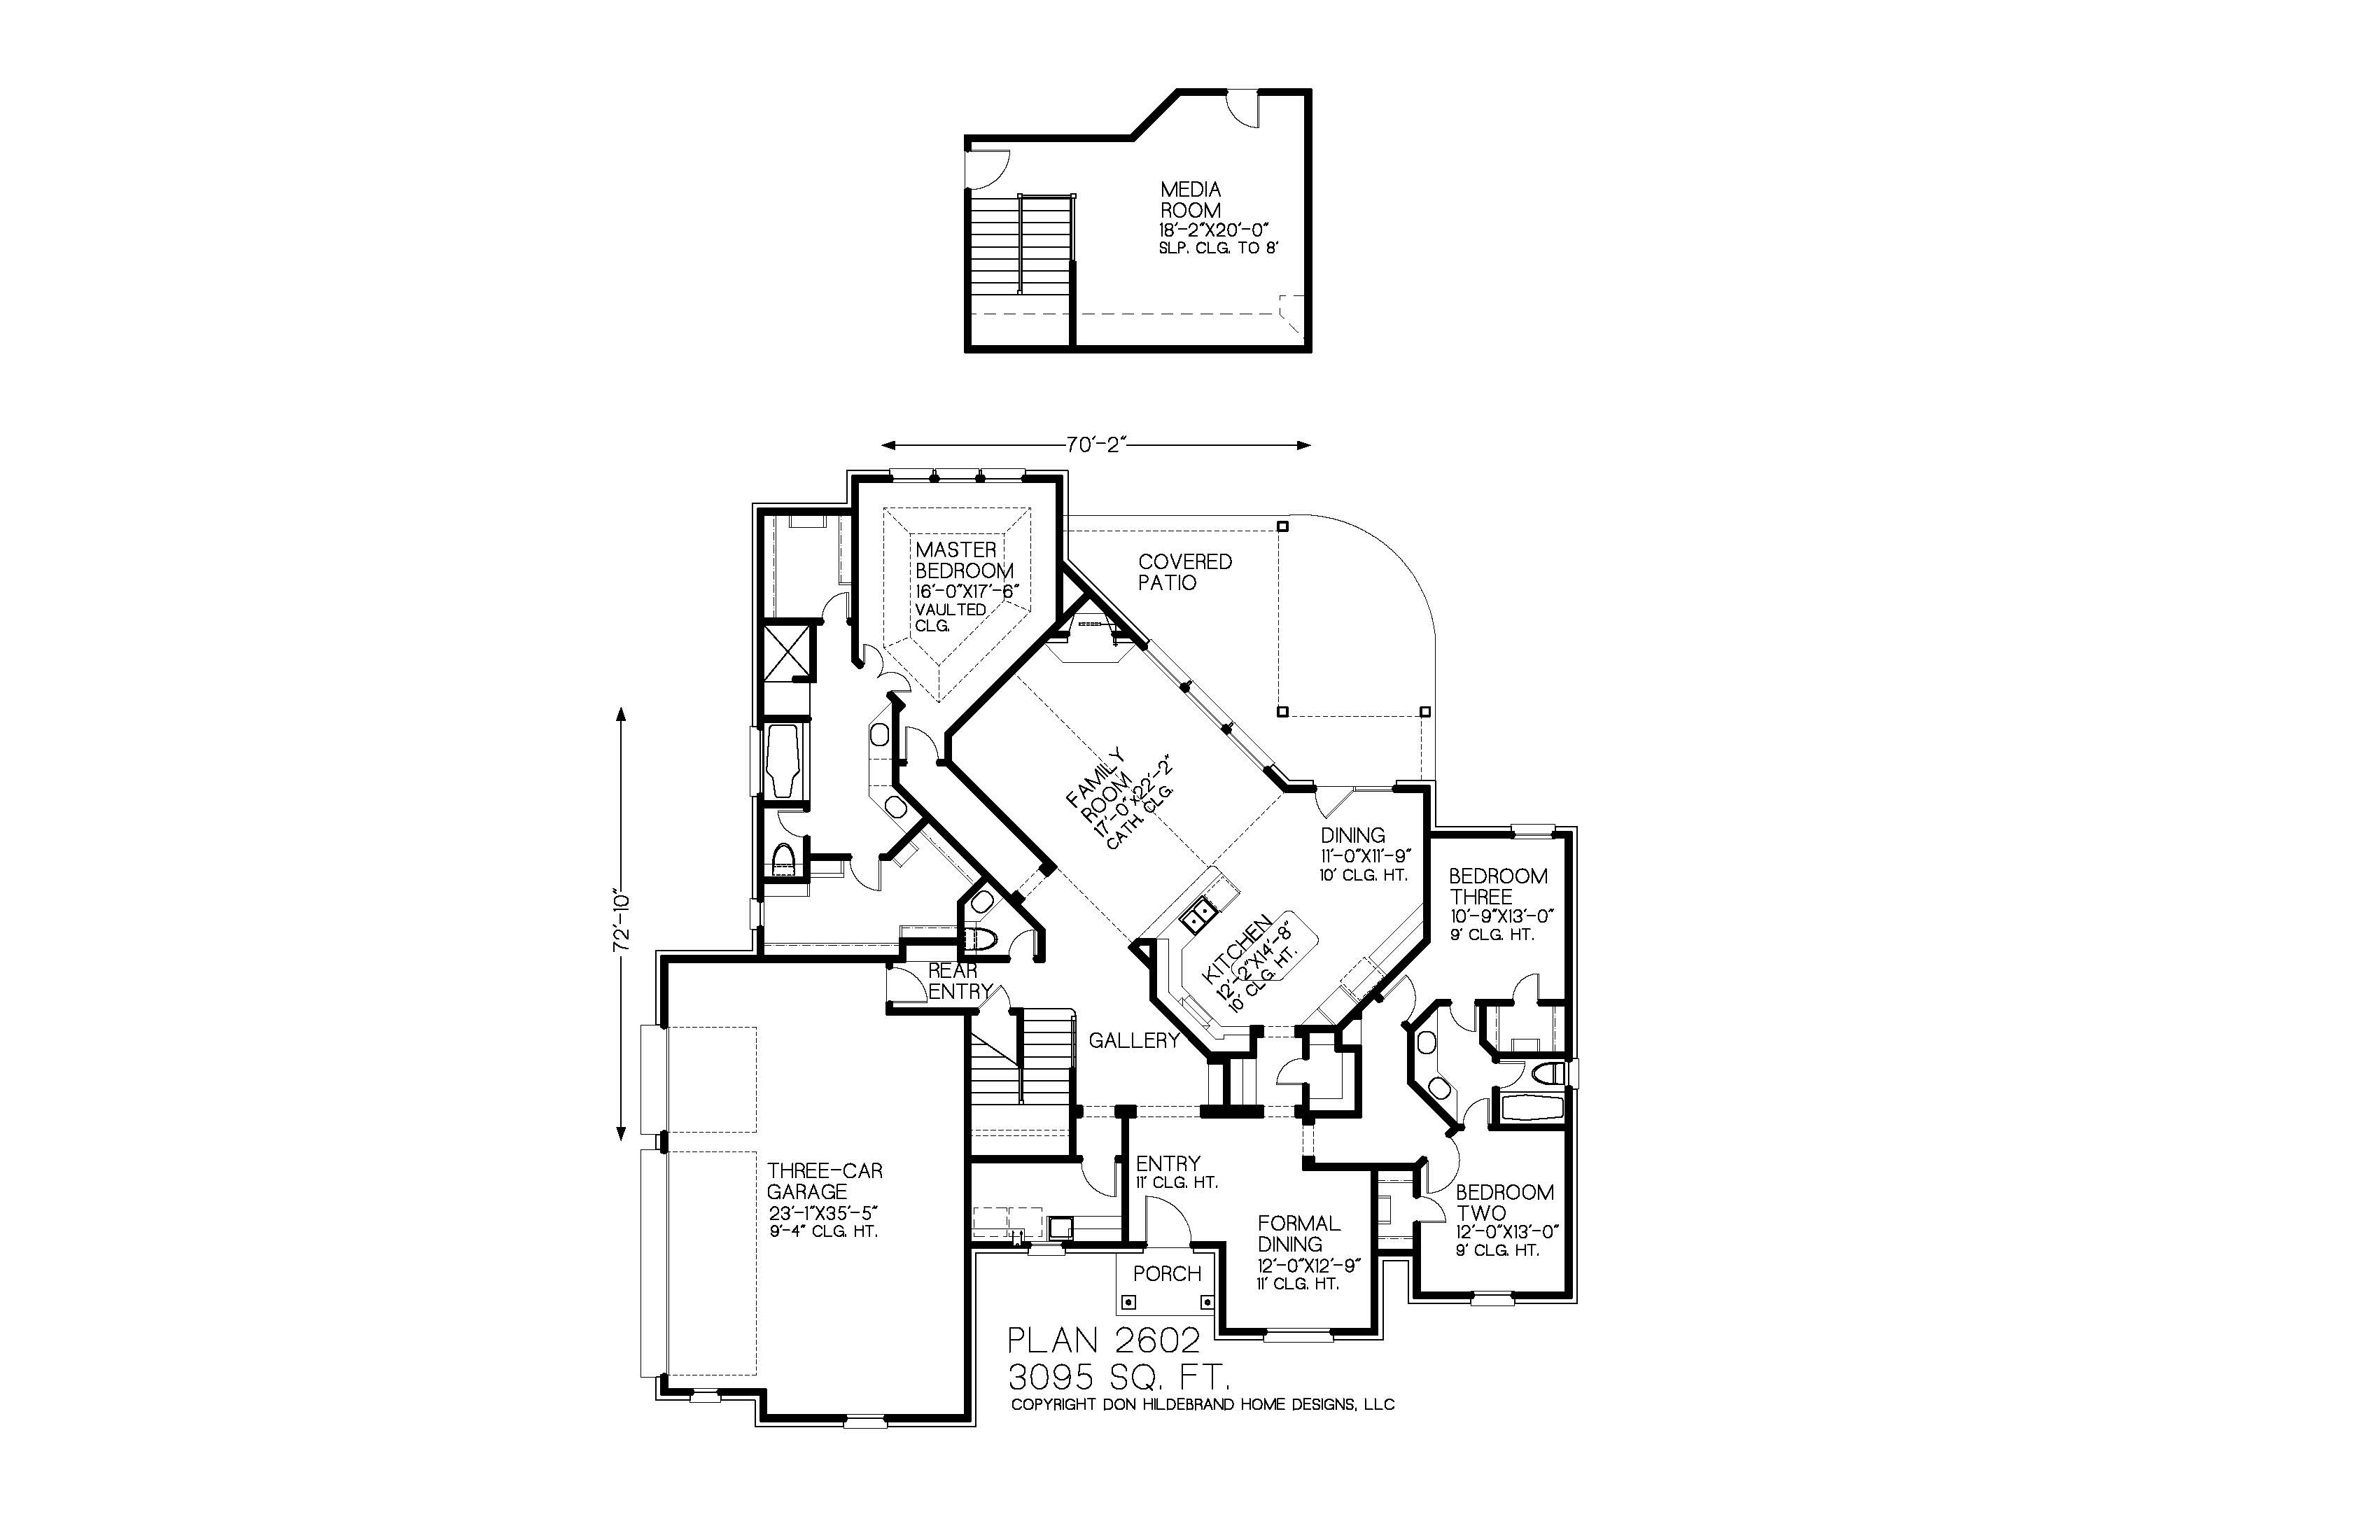 MEDIA
ROOM
18'-2"X20'-0"
SLP. CLG. TO 8'
70'-2"
MASTER
BEDROOM
16'-0"X17'-6"
VAULTED
CLG.
COVERED
PATIO
FAMILY
ROOM
17'-0"X22'-2"
CATH. CLG.
DINING
11'-0"X11'-9"
10' CLG. HT.
BEDROOM
THREE
10'-9"X13'-0"
9' CLG. HT.
72'-10"
KITCHEN
12'-2"X14'-8"
10' CLG. HT.
REAR
ENTRY
GALLERY
THREE-CAR
GARAGE
23'-1"X35'-5"
9'-4" CLG. HT.
ENTRY
11' CLG. HT.
FORMAL
DINING
12'-0"X12'-9"
11' CLG. HT.
BEDROOM
TWO
12'-0"X13'-0"
9' CLG. HT.
PORCH
PLAN 2602
3095 SQ. FT.
COPYRIGHT DON HILDEBRAND HOME DESIGNS, LLC